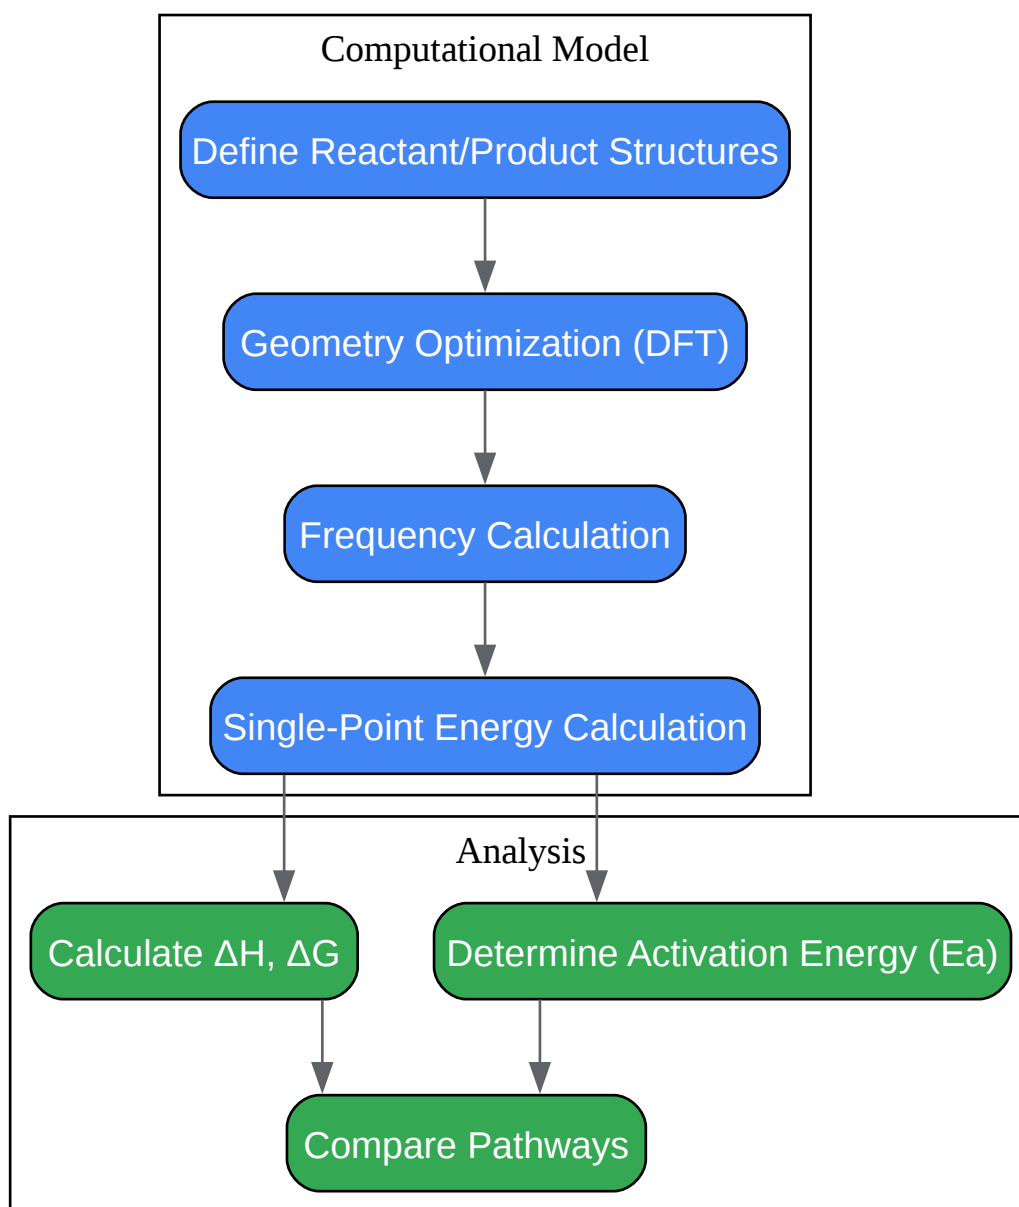 Computational Model
Define Reactant/Product Structures
Geometry Optimization (DFT)
Frequency Calculation
Single-Point Energy Calculation
Analysis
Calculate ΔH, ΔG
Determine Activation Energy (Ea)
Compare Pathways